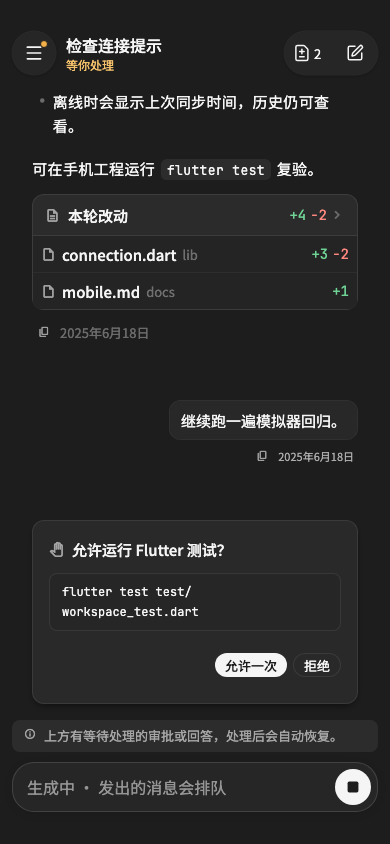 检查连接提示
等你处理
2
离线时会显示上次同步时间，历史仍可查
看。
可在手机工程运行 flutter test 复验。
本轮改动 +4 -2
connection.dart lib +3 -2
mobile.md docs +1
2025年6月18日
继续跑一遍模拟器回归。
2025年6月18日
允许运行 Flutter 测试？
flutter test test/
workspace_test.dart
允许一次 拒绝
上方有等待处理的审批或回答，处理后会自动恢复。
生成中 · 发出的消息会排队